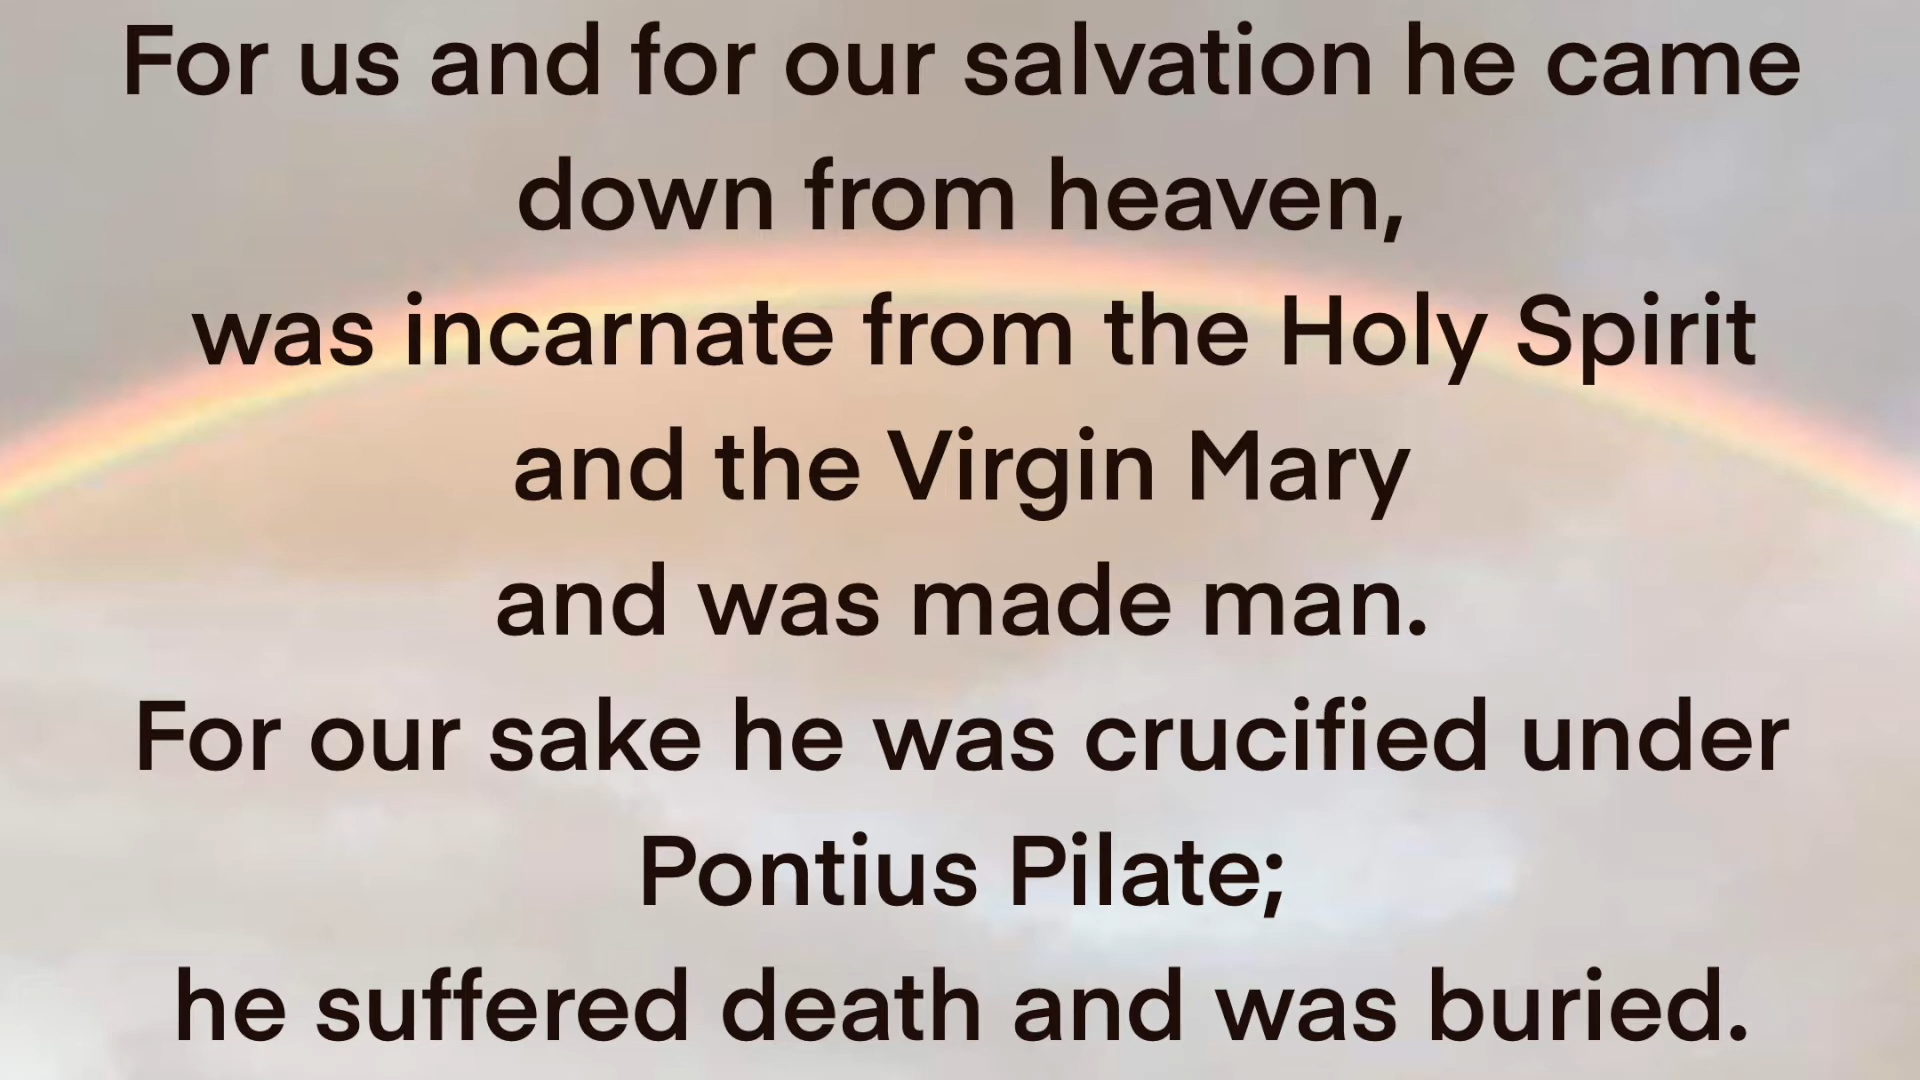 For us and for our salvation he came
down from heaven,
was incarnate from the Holy Spirit
and the Virgin Mary
and was made man.
For our sake he was crucified under
Pontius Pilate;
he suffered death and was buried.